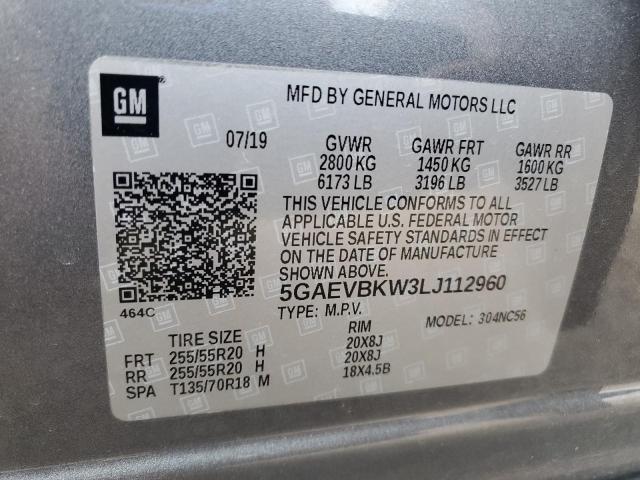 GM
MFD BY GENERAL MOTORS LLC
07/19 GVWR GAWR FRT GAWR RR
2800 KG 1450 KG 1600 KG
6173 LB 3196 LB 3527 LB
THIS VEHICLE CONFORMS TO ALL
APPLICABLE U.S. FEDERAL MOTOR
VEHICLE SAFETY STANDARDS IN EFFECT
ON THE DATE OF MANUFACTURE
5GAEVBKW3LJ112960
464C TYPE: M.P.V. MODEL: 304NC56
TIRE SIZE RIM
FRT 255/55R20 H 20X8J
RR 255/55R20 H 20X8J
SPA T135/70R18 M 18X4.5B